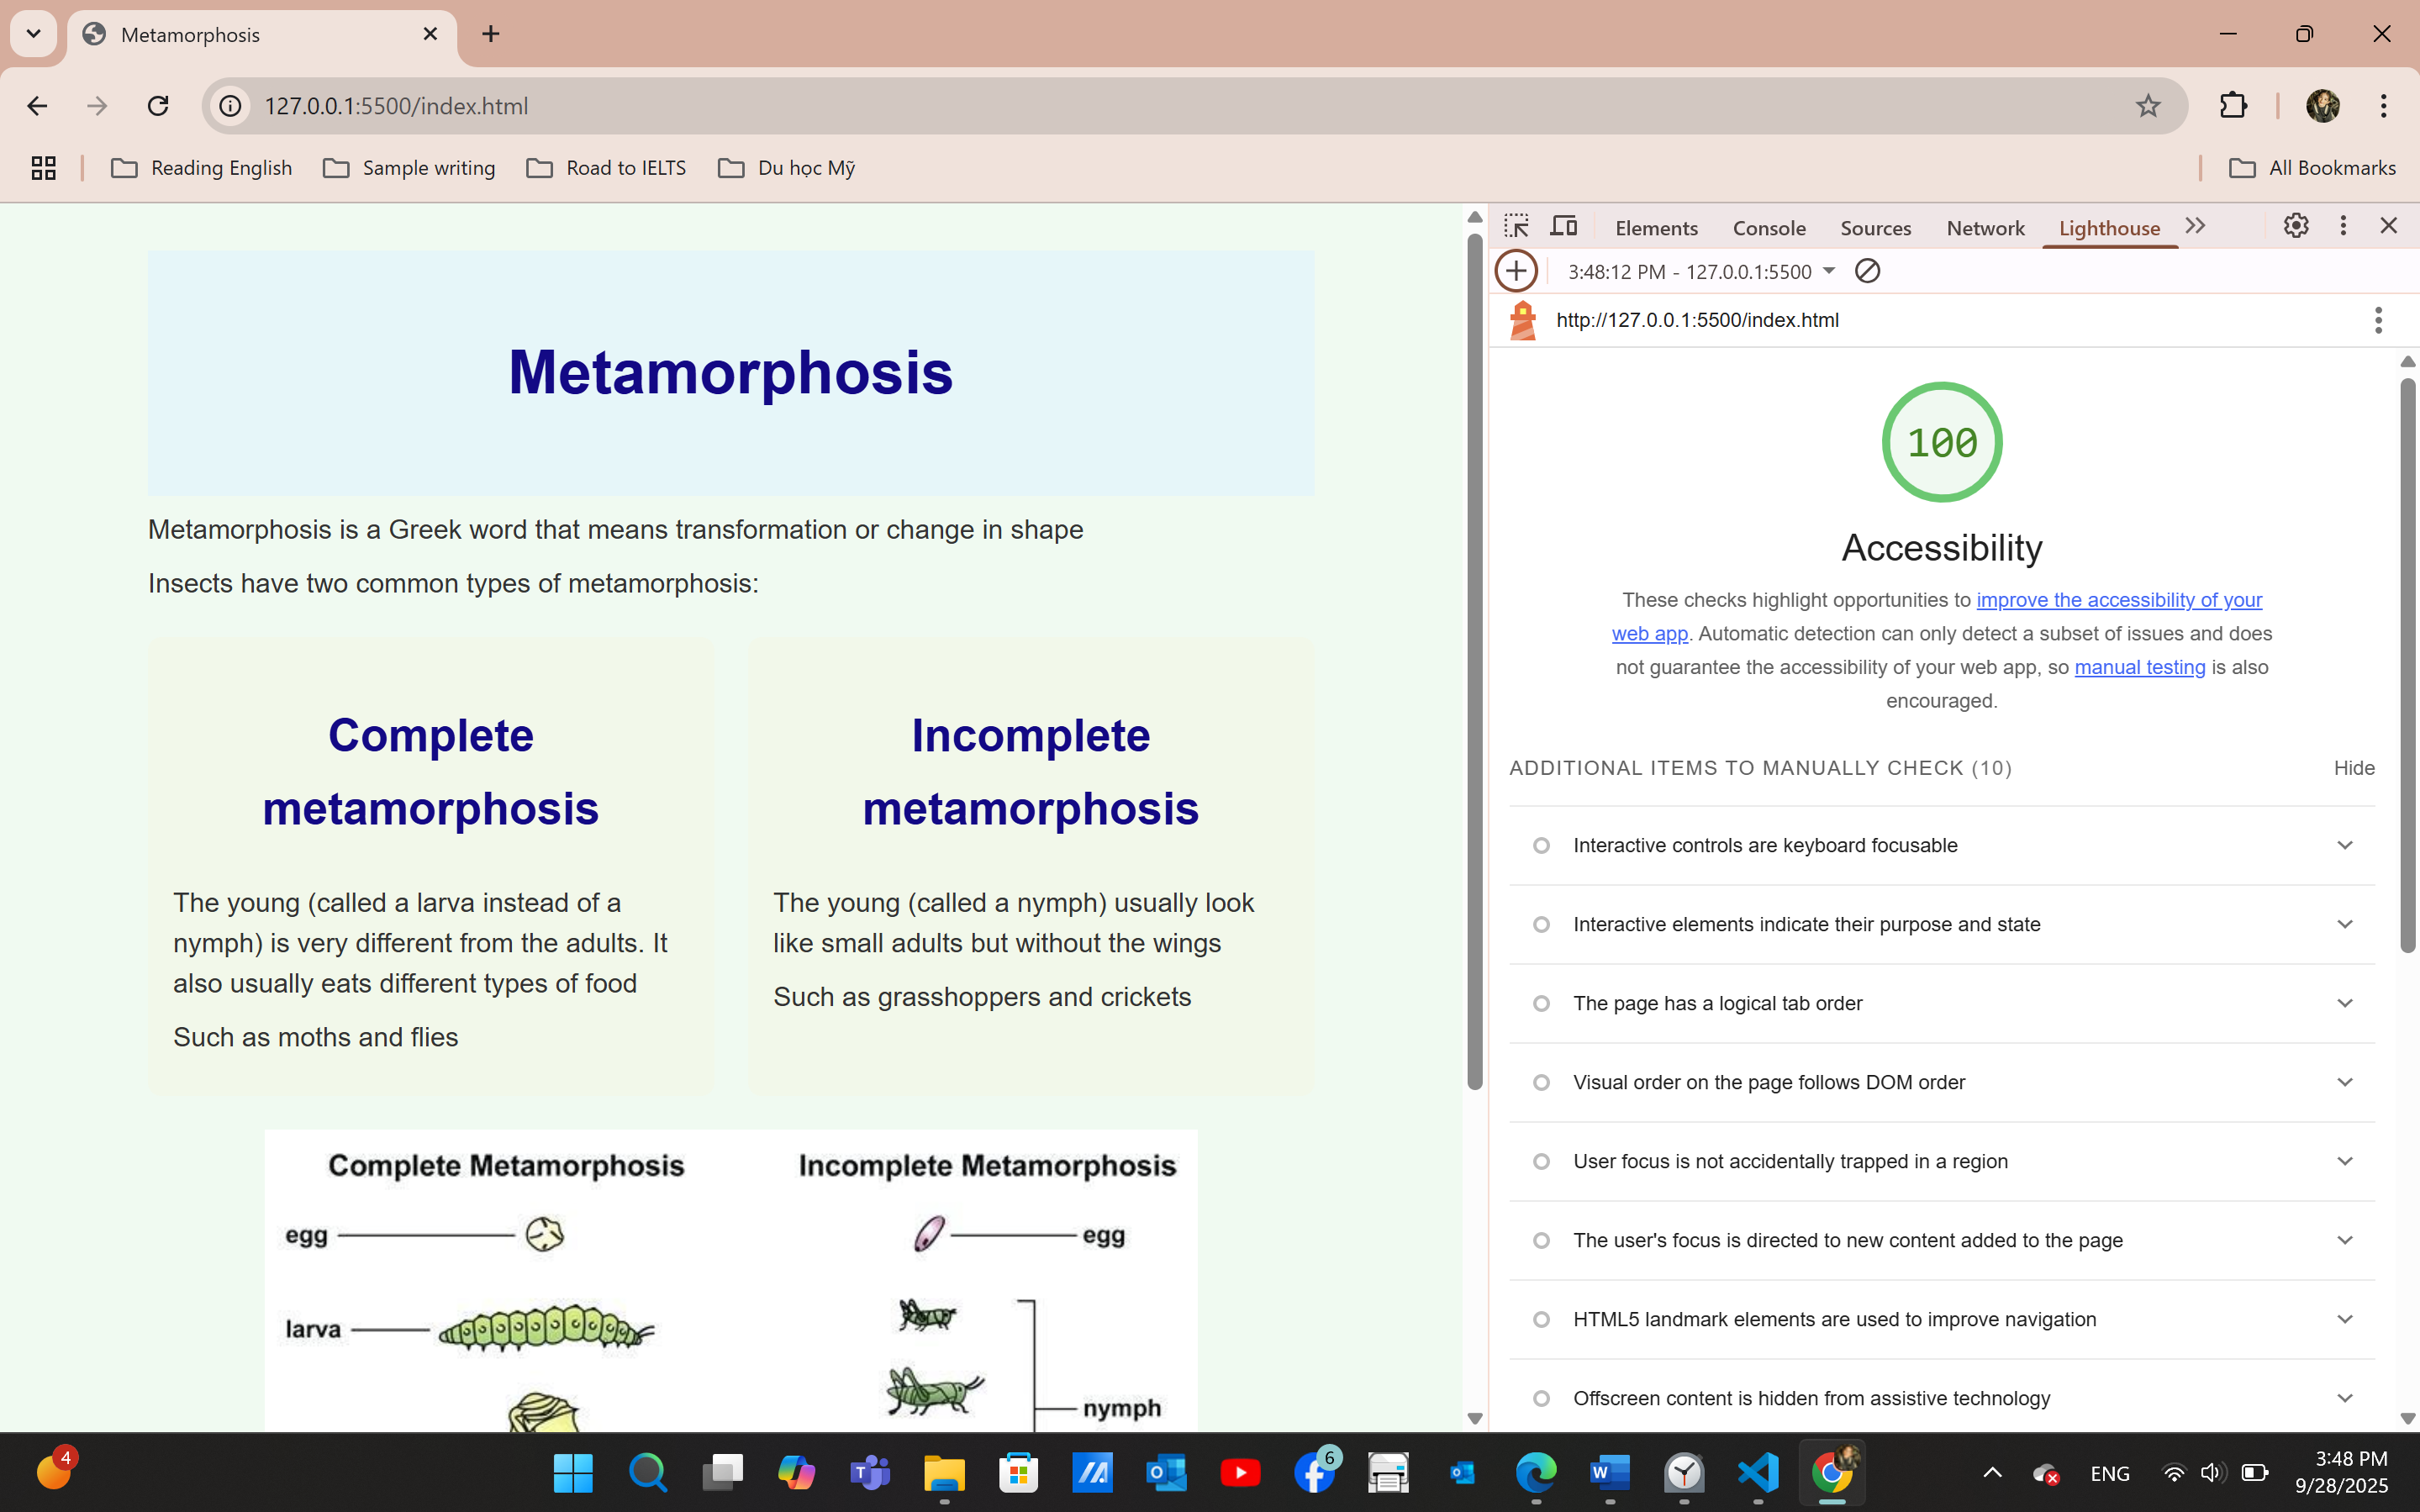 Metamorphosis
127.0.0.1:5500/index.html
Reading English
Sample writing
Road to IELTS
Du học Mỹ
All Bookmarks
Metamorphosis
Metamorphosis is a Greek word that means transformation or change in shape
Insects have two common types of metamorphosis:
Complete
metamorphosis
The young (called a larva instead of a
nymph) is very different from the adults. It
also usually eats different types of food
Such as moths and flies
Incomplete
metamorphosis
The young (called a nymph) usually look
like small adults but without the wings
Such as grasshoppers and crickets
Complete Metamorphosis
Incomplete Metamorphosis
egg
egg
larva
nymph
Elements
Console
Sources
Network
Lighthouse
3:48:12 PM - 127.0.0.1:5500
http://127.0.0.1:5500/index.html
100
Accessibility
These checks highlight opportunities to improve the accessibility of your
web app. Automatic detection can only detect a subset of issues and does
not guarantee the accessibility of your web app, so manual testing is also
encouraged.
ADDITIONAL ITEMS TO MANUALLY CHECK (10)
Hide
Interactive controls are keyboard focusable
Interactive elements indicate their purpose and state
The page has a logical tab order
Visual order on the page follows DOM order
User focus is not accidentally trapped in a region
The user's focus is directed to new content added to the page
HTML5 landmark elements are used to improve navigation
Offscreen content is hidden from assistive technology
4
6
ENG
3:48 PM
9/28/2025